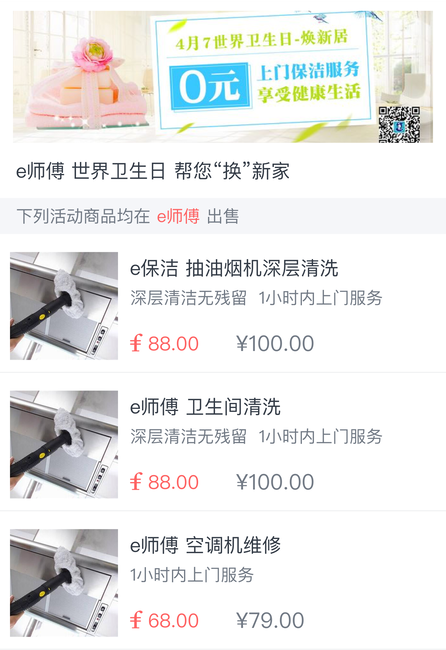 4月7世界卫生日-焕新居
0元 上门保洁服务
享受健康生活
e师傅 世界卫生日 帮您“换”新家
下列活动商品均在 e师傅 出售
e保洁 抽油烟机深层清洗
深层清洁无残留 1小时内上门服务
f 88.00 ¥100.00
e师傅 卫生间清洗
深层清洁无残留 1小时内上门服务
f 88.00 ¥100.00
e师傅 空调机维修
1小时内上门服务
f 68.00 ¥79.00